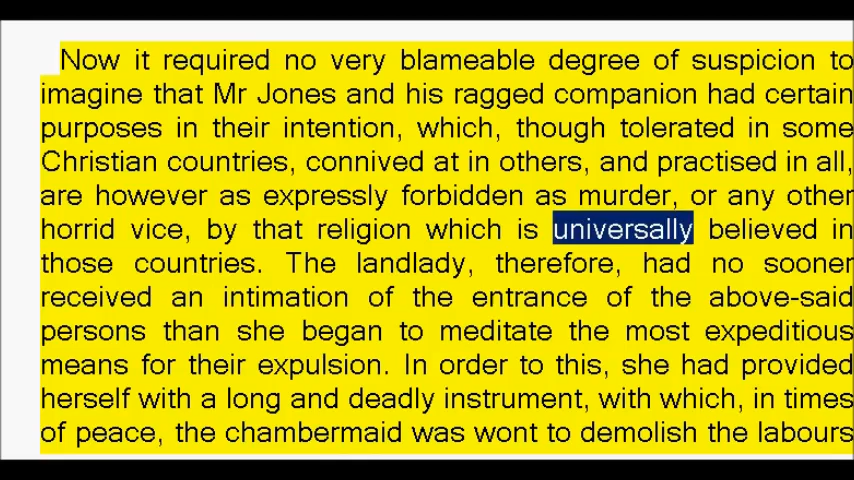 Now it required no very blameable degree of suspicion to
imagine that Mr Jones and his ragged companion had certain
purposes in their intention, which, though tolerated in some
Christian countries, connived at in others, and practised in all,
are however as expressly forbidden as murder, or any other
horrid vice, by that religion which is universally believed in
those countries. The landlady, therefore, had no sooner
received an intimation of the entrance of the above-said
persons than she began to meditate the most expeditious
means for their expulsion. In order to this, she had provided
herself with a long and deadly instrument, with which, in times
of peace, the chambermaid was wont to demolish the labours